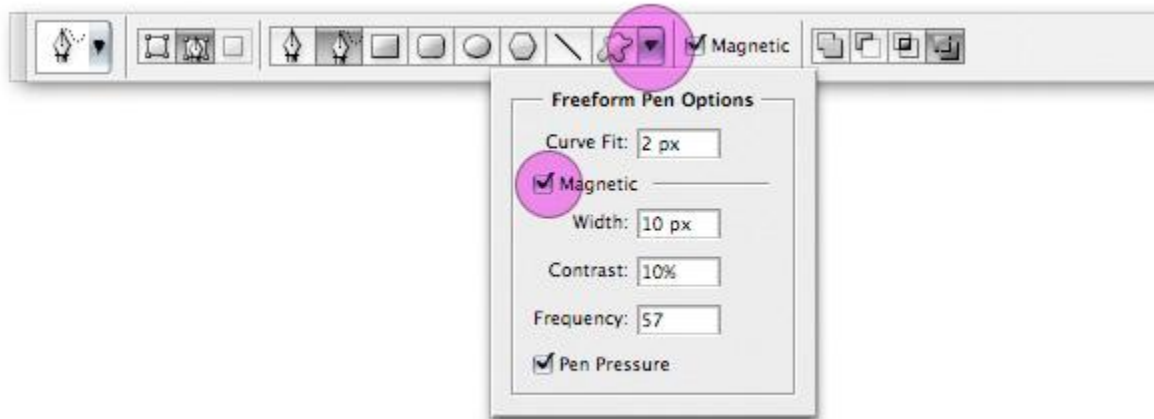 Magnetic
Freeform Pen Options
Curve Fit: 2 px
Magnetic
Width: 10 px
Contrast: 10%
Frequency: 57
Pen Pressure